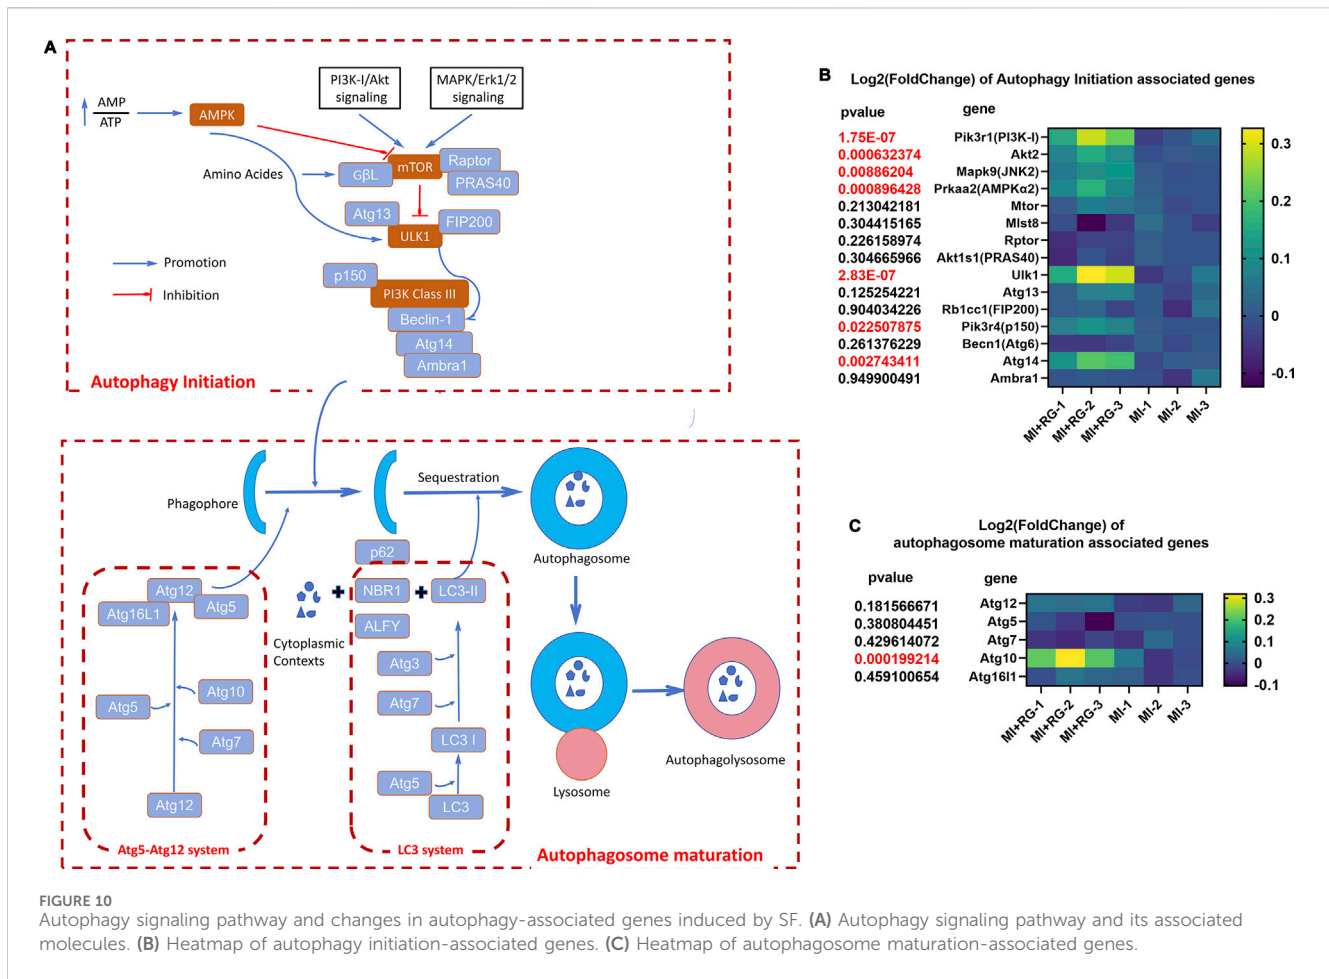 A
AMP
ATP
AMPK
PI3K-I/Akt
signaling
MAPK/Erk1/2
signaling
Amino Acides
GβL
mTOR
Raptor
PRAS40
Atg13
ULK1
FIP200
Promotion
Inhibition
p150
PI3K Class III
Beclin-1
Atg14
Ambra1
Autophagy Initiation
Phagophore
Sequestration
Autophagosome
p62
NBR1
LC3-II
ALFY
Cytoplasmic
Contexts
Atg12
Atg16L1
Atg5
Atg10
Atg5
Atg7
Atg12
Atg5-Atg12 system
Atg3
Atg7
LC3 I
Atg5
LC3
LC3 system
Lysosome
Autophagolysosome
Autophagosome maturation
B
Log2(FoldChange) of Autophagy Initiation associated genes
pvalue gene
1.75E-07 Pik3r1(PI3K-I)
0.000632374 Akt2
0.00886204 Mapk9(JNK2)
0.000896428 Prkaa2(AMPKα2)
0.213042181 Mtor
0.304415165 Mlst8
0.226158974 Rptor
0.304665966 Akt1s1(PRAS40)
2.83E-07 Ulk1
0.125254221 Atg13
0.904034226 Rb1cc1(FIP200)
0.022507875 Pik3r4(p150)
0.261376229 Becn1(Atg6)
0.002743411 Atg14
0.949900491 Ambra1
MI+RG-1 MI+RG-2 MI+RG-3 MI-1 MI-2 MI-3
0.3
0.2
0.1
0
-0.1
C
Log2(FoldChange) of
autophagosome maturation associated genes
pvalue gene
0.181566671 Atg12
0.380804451 Atg5
0.429614072 Atg7
0.000199214 Atg10
0.459100654 Atg16l1
MI+RG-1 MI+RG-2 MI+RG-3 MI-1 MI-2 MI-3
0.3
0.2
0.1
0
-0.1
FIGURE 10
Autophagy signaling pathway and changes in autophagy-associated genes induced by SF. (A) Autophagy signaling pathway and its associated
molecules. (B) Heatmap of autophagy initiation-associated genes. (C) Heatmap of autophagosome maturation-associated genes.